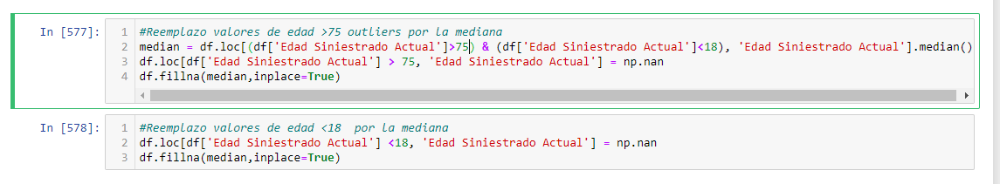 In [577]:
1 #Reemplazo valores de edad >75 outliers por la mediana
2 median = df.loc[(df['Edad Siniestrado Actual']>75) & (df['Edad Siniestrado Actual']<18), 'Edad Siniestrado Actual'].median()
3 df.loc[df['Edad Siniestrado Actual'] > 75, 'Edad Siniestrado Actual'] = np.nan
4 df.fillna(median,inplace=True)
In [578]:
1 #Reemplazo valores de edad <18  por la mediana
2 df.loc[df['Edad Siniestrado Actual'] <18, 'Edad Siniestrado Actual'] = np.nan
3 df.fillna(median,inplace=True)